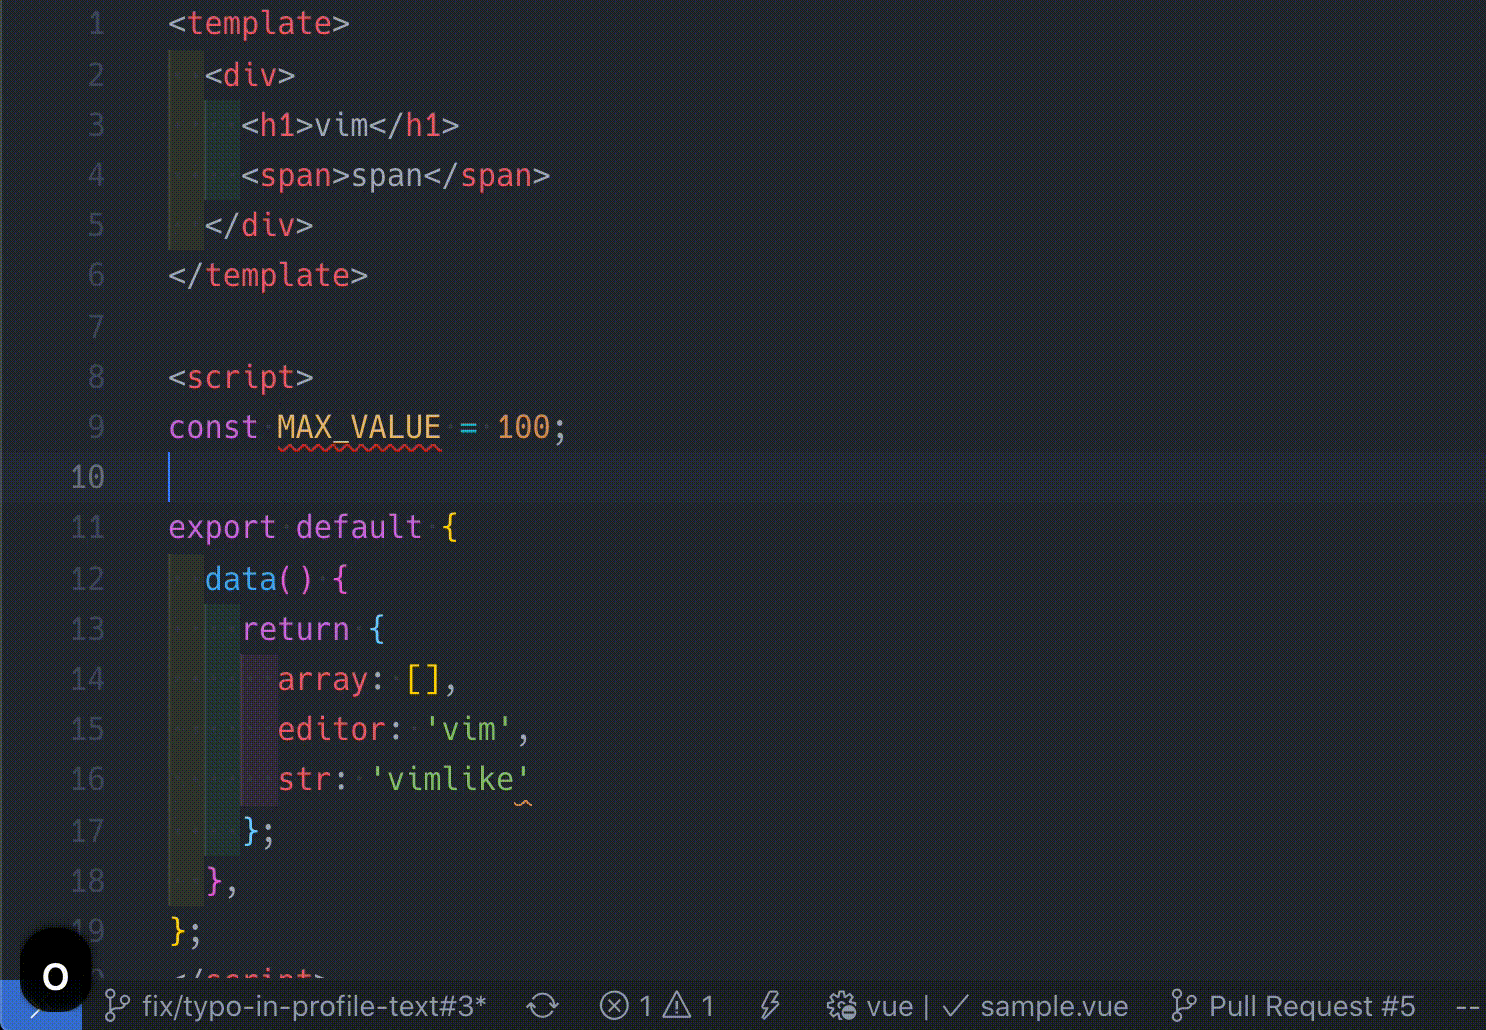 1 <template>
2 <div>
3 <h1>vim</h1>
4 <span>span</span>
5 </div>
6 </template>
7
8 <script>
9 const MAX_VALUE = 100;
10
11 export default {
12 data() {
13 return {
14 array: [],
15 editor: 'vim',
16 str: 'vimlike'
17 };
18 },
19 };
</script>
o
fix/typo-in-profile-text#3* 1 1 vue | sample.vue Pull Request #5 --